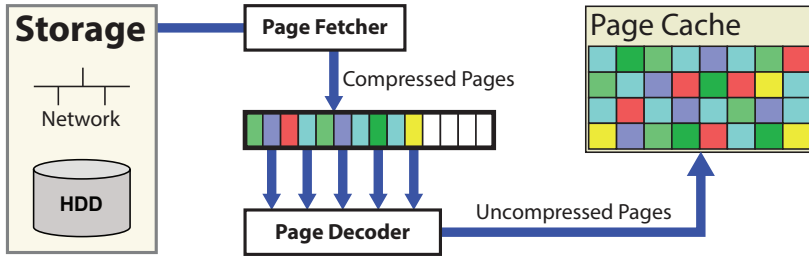 Storage
Network
HDD
Page Fetcher
Compressed Pages
Page Decoder
Uncompressed Pages
Page Cache